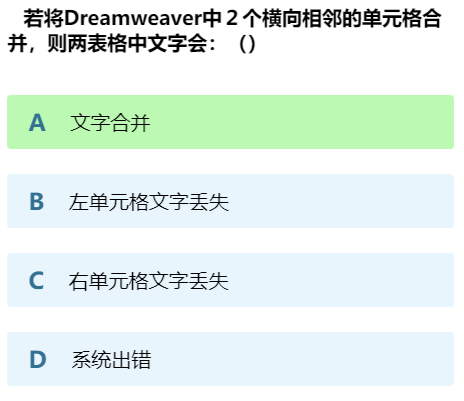 若将Dreamweaver中２个横向相邻的单元格合
并，则两表格中文字会：（）
A 文字合并
B 左单元格文字丢失
C 右单元格文字丢失
D 系统出错